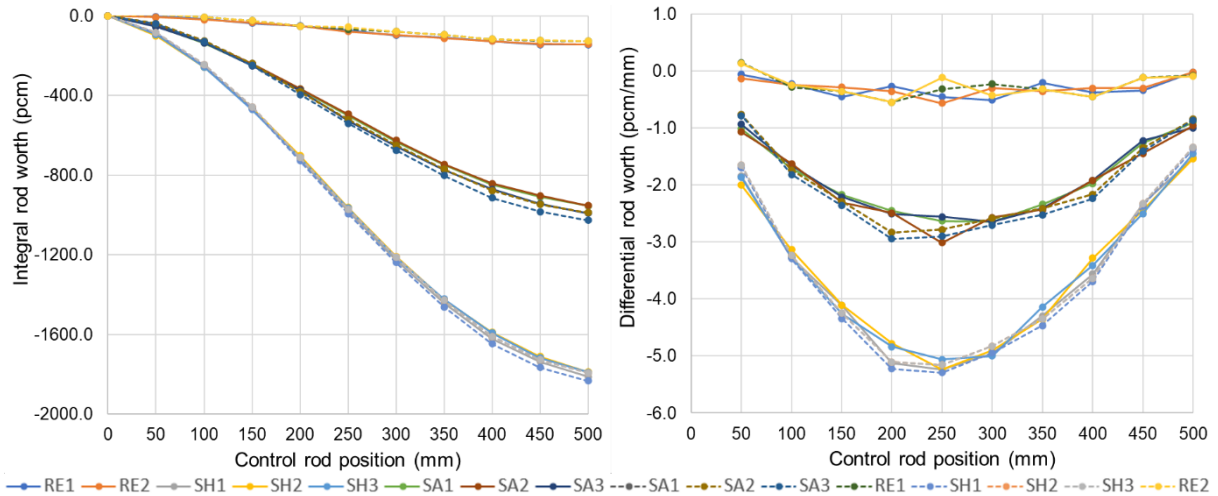 Integral rod worth (pcm)
0.0
-400.0
-800.0
-1200.0
-1600.0
-2000.0
0 50 100 150 200 250 300 350 400 450 500
Control rod position (mm)
Differential rod worth (pcm/mm)
1.0
0.0
-1.0
-2.0
-3.0
-4.0
-5.0
-6.0
0 50 100 150 200 250 300 350 400 450 500
Control rod position (mm)
RE1 RE2 SH1 SH2 SH3 SA1 SA2 SA3 SA1 SA2 SA3 RE1 SH1 SH2 SH3 RE2